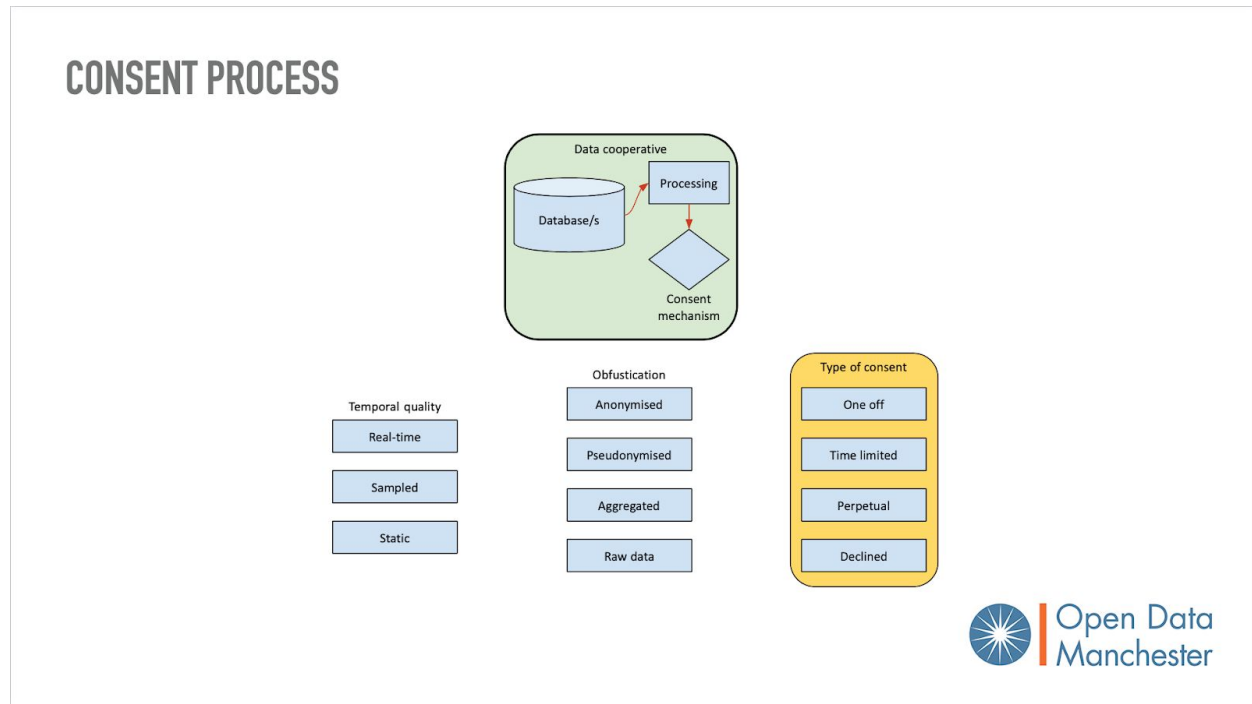 CONSENT PROCESS
Data cooperative
Processing
Database/s
Consent
mechanism
Temporal quality
Real-time
Sampled
Static
Obfustication
Anonymised
Pseudonymised
Aggregated
Raw data
Type of consent
One off
Time limited
Perpetual
Declined
Open Data
Manchester